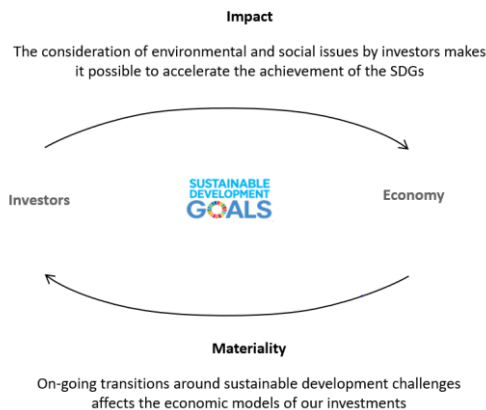 Impact
The consideration of environmental and social issues by investors makes
it possible to accelerate the achievement of the SDGs
Investors
SUSTAINABLE
DEVELOPMENT
GOALS
Economy
Materiality
On-going transitions around sustainable development challenges
affects the economic models of our investments